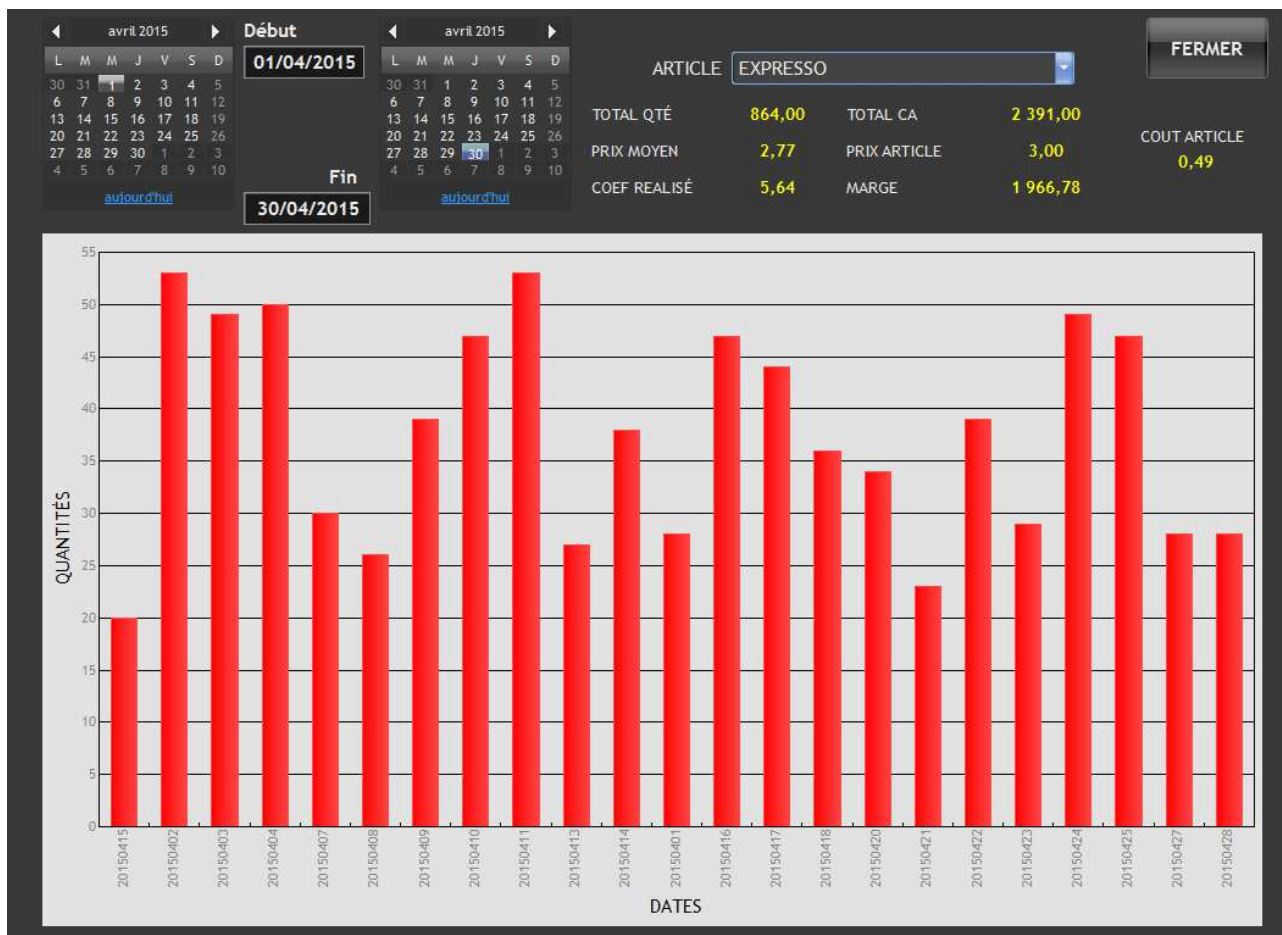 avril 2015
L M M J V S D
30 31 1 2 3 4 5
6 7 8 9 10 11 12
13 14 15 16 17 18 19
20 21 22 23 24 25 26
27 28 29 30 1 2 3
4 5 6 7 8 9 10
aujourd'hui
Début
01/04/2015
Fin
30/04/2015
avril 2015
L M M J V S D
30 31 1 2 3 4 5
6 7 8 9 10 11 12
13 14 15 16 17 18 19
20 21 22 23 24 25 26
27 28 29 30 1 2 3
4 5 6 7 8 9 10
aujourd'hui
ARTICLE EXPRESSO
FERMER
TOTAL QTÉ 864,00 TOTAL CA 2 391,00
PRIX MOYEN 2,77 PRIX ARTICLE 3,00
COEF REALISÉ 5,64 MARGE 1 966,78
COUT ARTICLE
0,49
QUANTITÉS
55
50
45
40
35
30
25
20
15
10
5
0
20150415
20150402
20150403
20150404
20150407
20150408
20150409
20150410
20150411
20150413
20150414
20150401
20150416
20150417
20150418
20150420
20150421
20150422
20150423
20150424
20150425
20150427
20150428
DATES